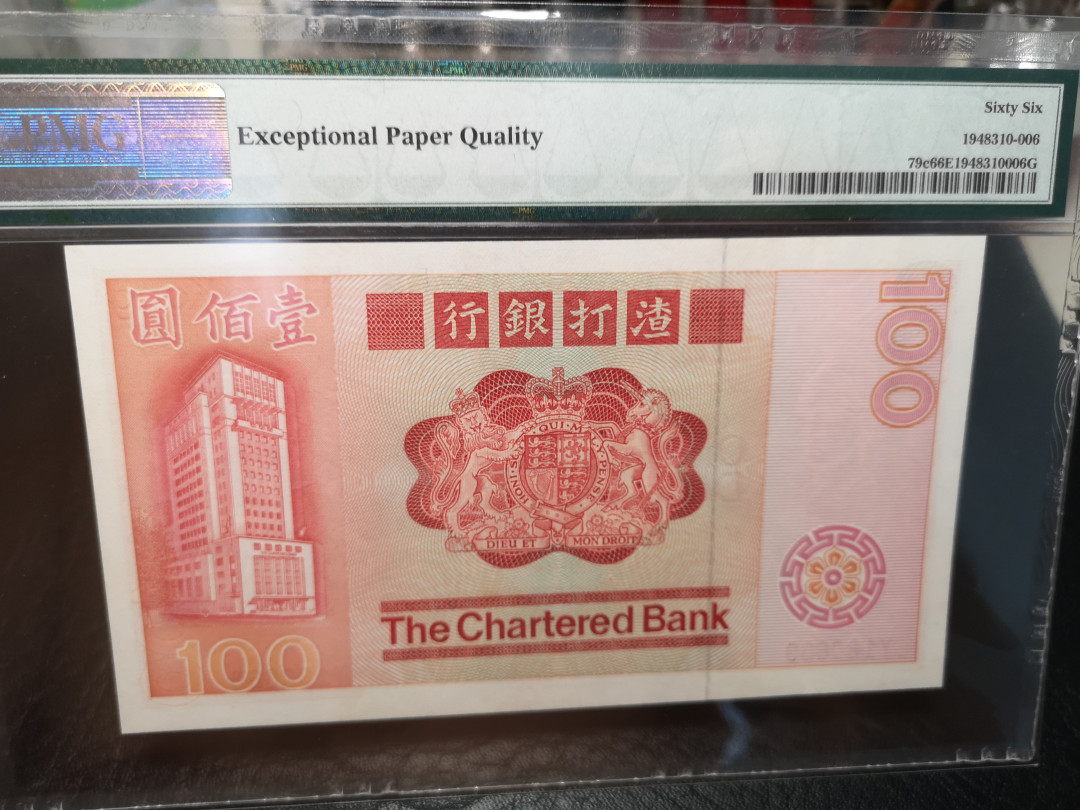 PMG
Exceptional Paper Quality
Sixty Six
1948310-006
79c66E1948310006G
圓佰壹
行銀打渣
100
DIEU ET MON DROIT
The Chartered Bank
100